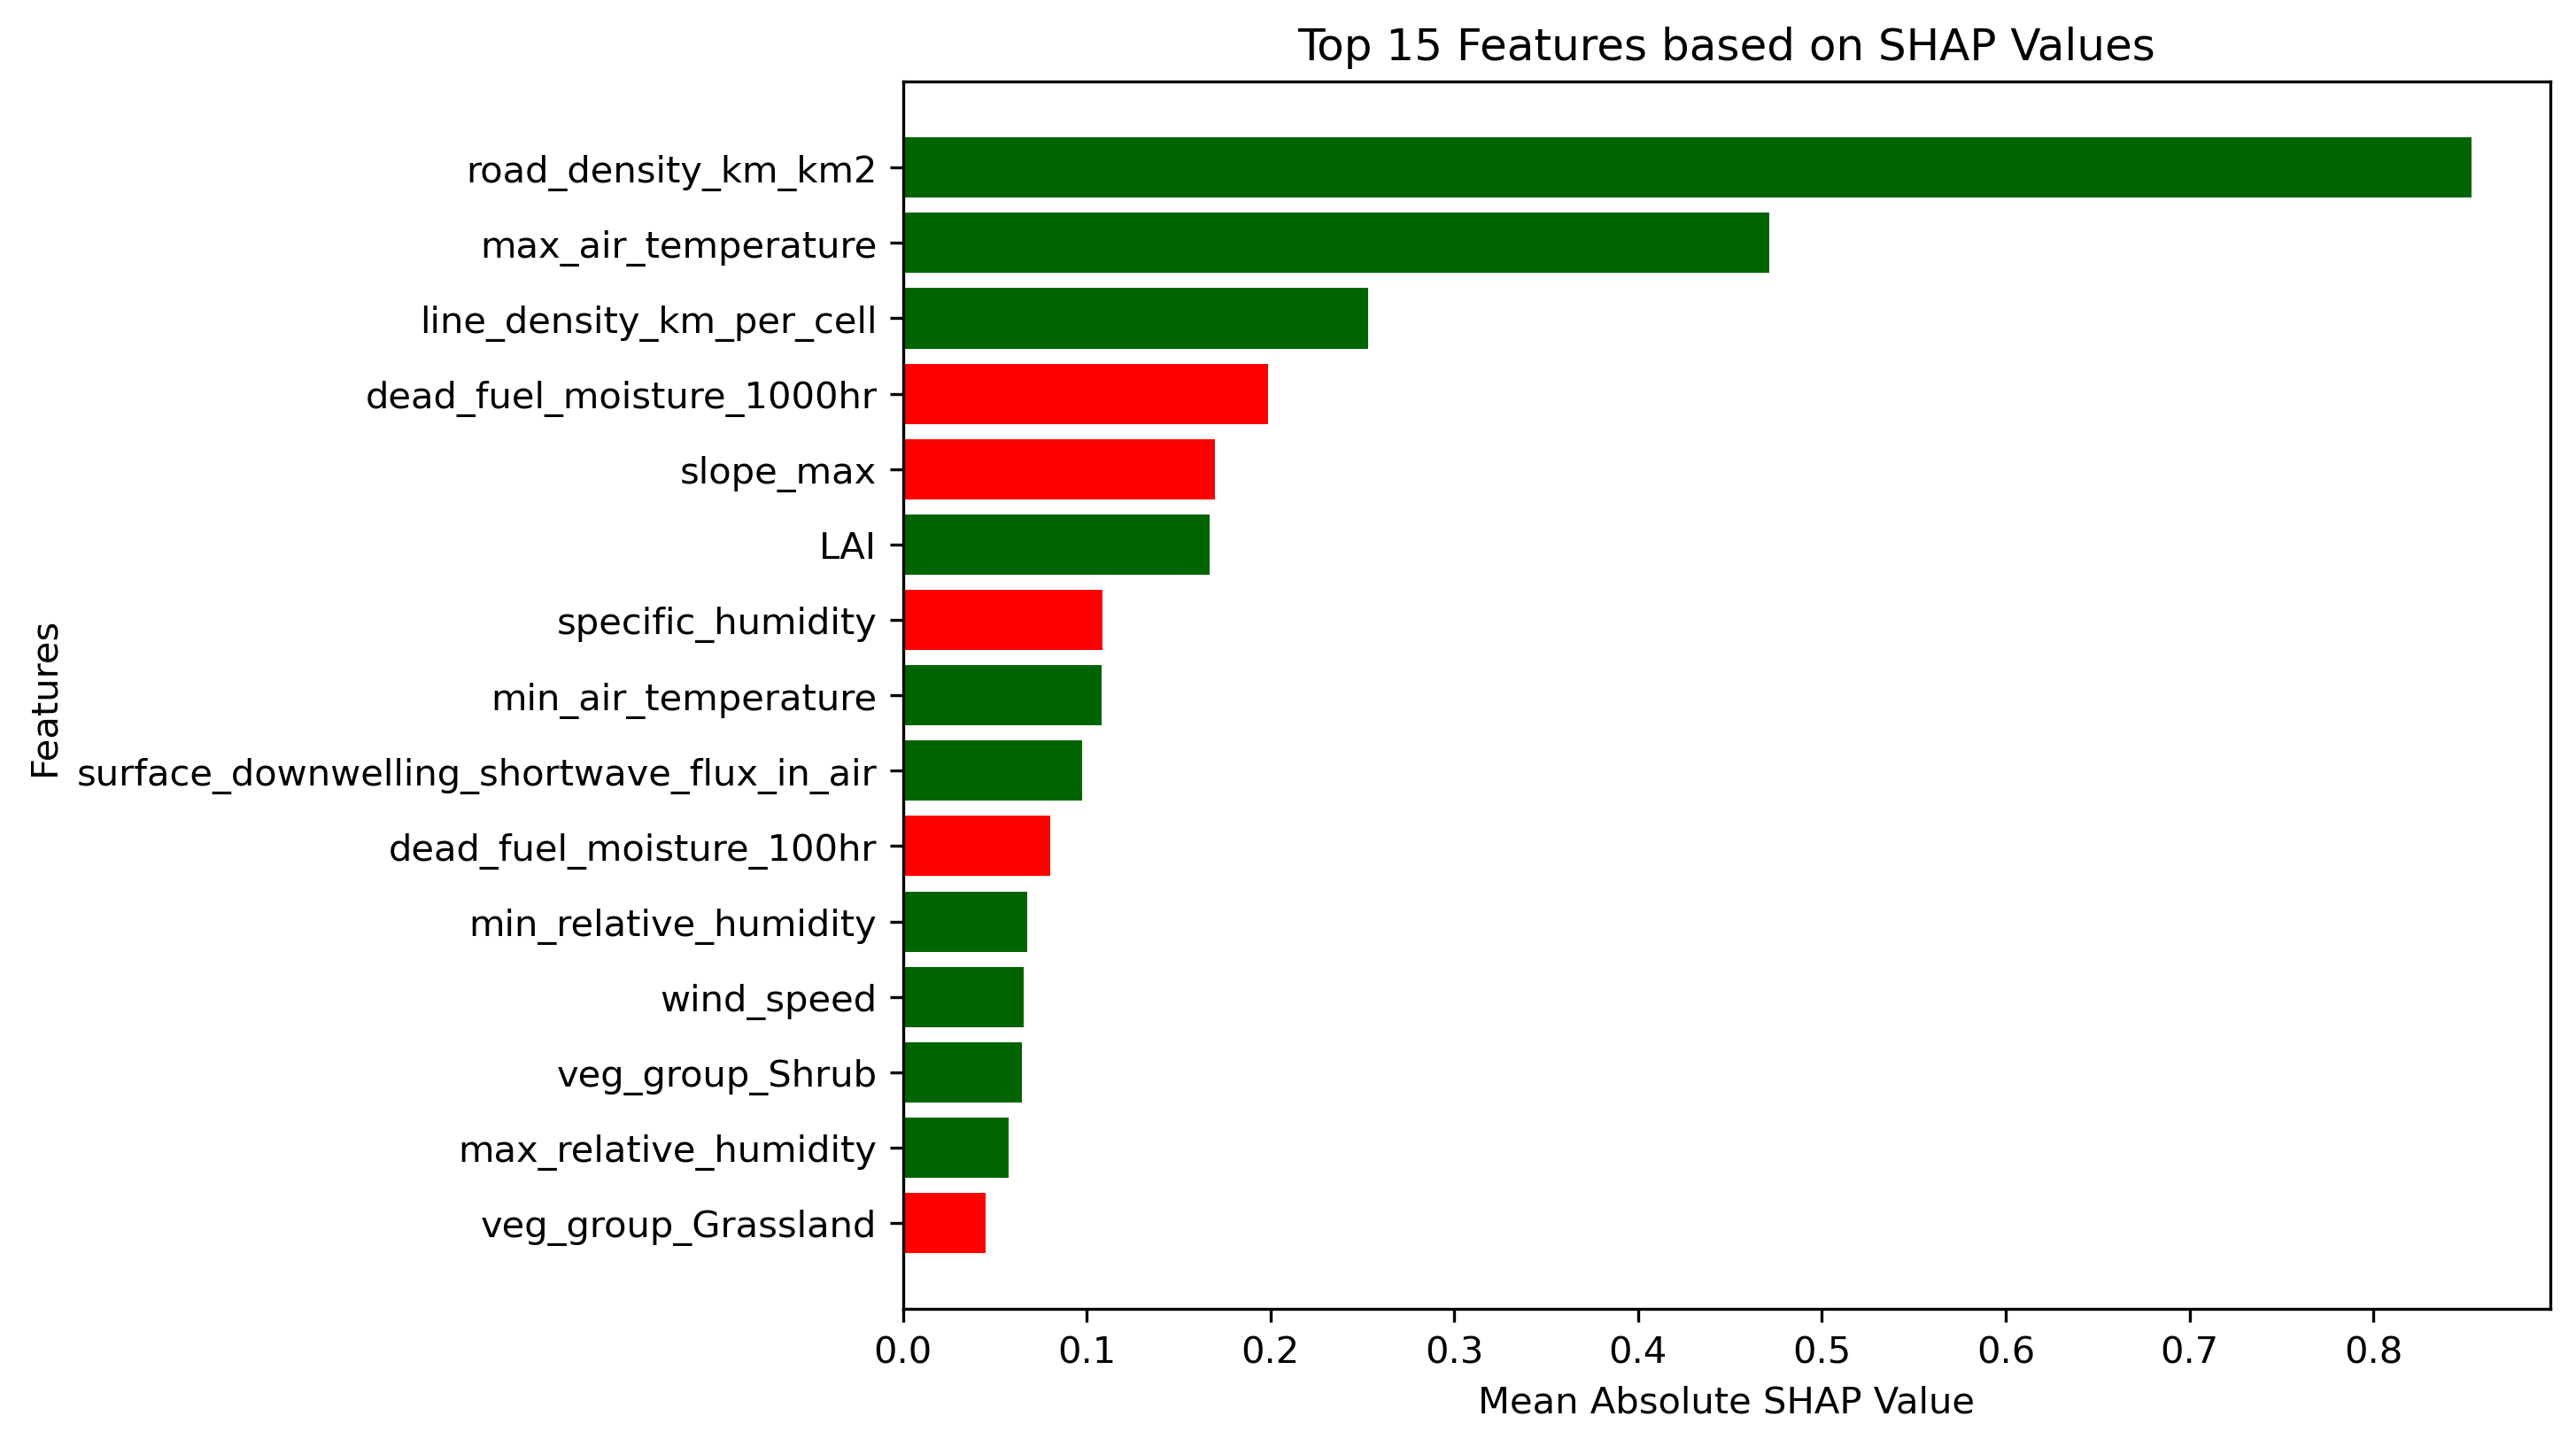 Top 15 Features based on SHAP Values
road_density_km_km2
max_air_temperature
line_density_km_per_cell
dead_fuel_moisture_1000hr
slope_max
LAI
specific_humidity
min_air_temperature
surface_downwelling_shortwave_flux_in_air
dead_fuel_moisture_100hr
min_relative_humidity
wind_speed
veg_group_Shrub
max_relative_humidity
veg_group_Grassland
Features
0.0 0.1 0.2 0.3 0.4 0.5 0.6 0.7 0.8
Mean Absolute SHAP Value